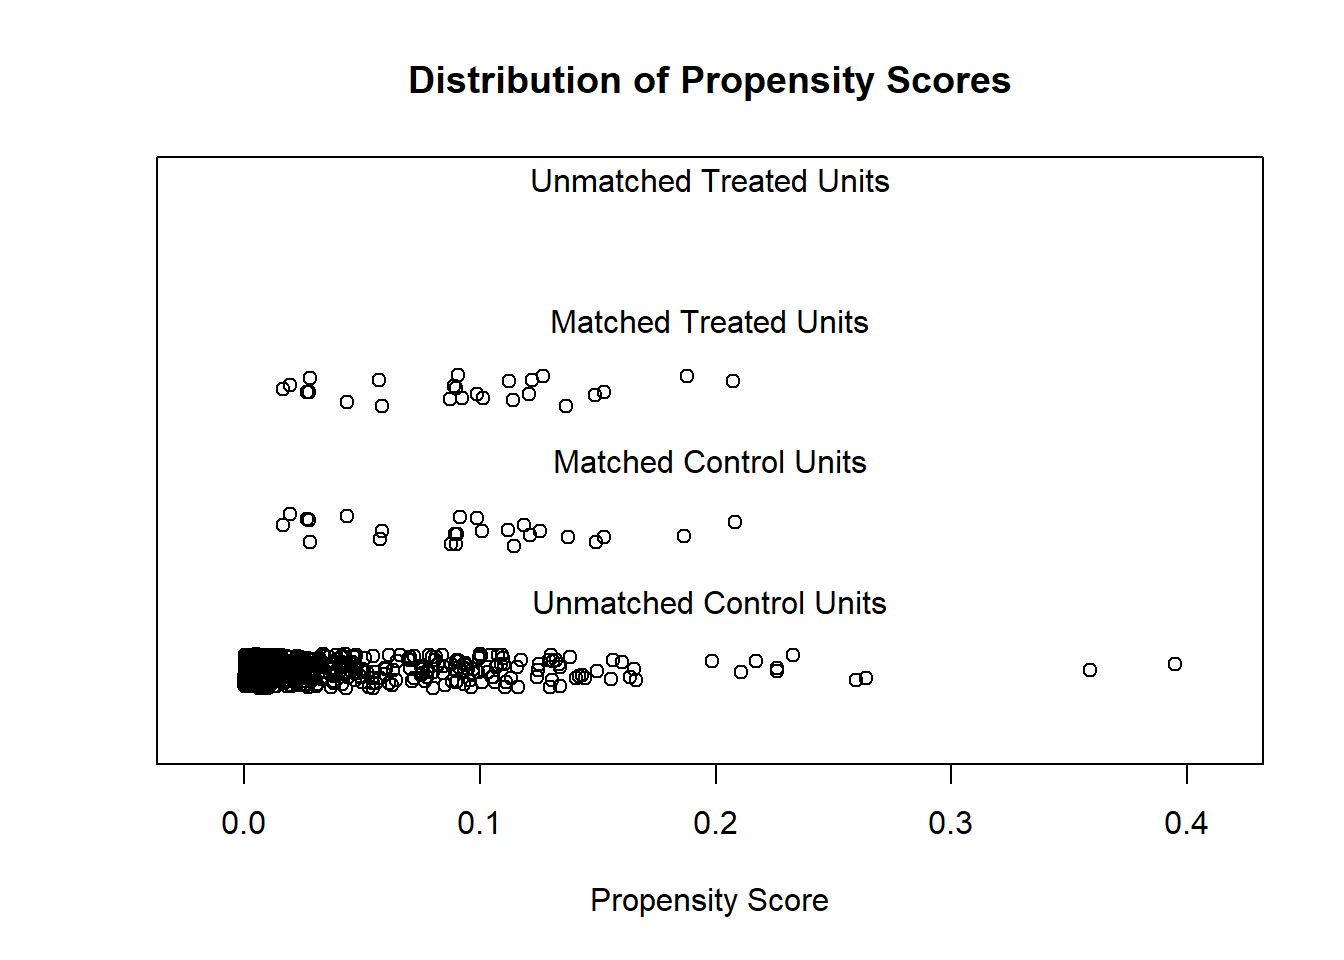 Distribution of Propensity Scores
Unmatched Treated Units
Matched Treated Units
Matched Control Units
Unmatched Control Units
0.0 0.1 0.2 0.3 0.4
Propensity Score